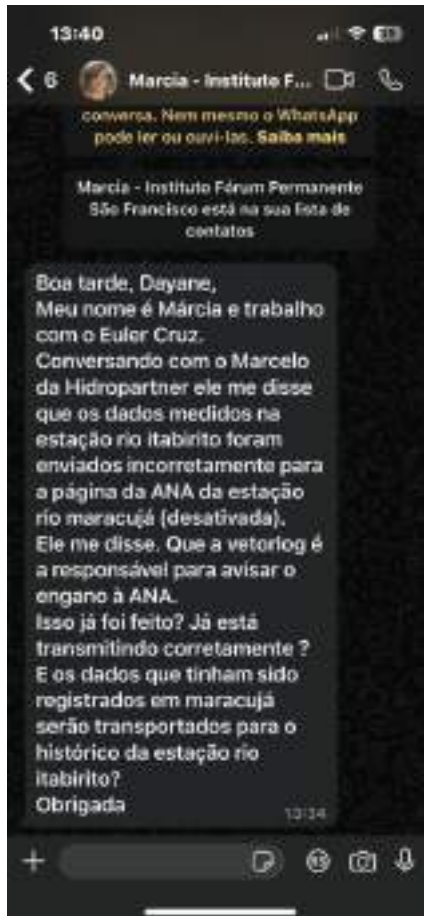 13:40
6 Marcia - Instituto F...
conversa. Nem mesmo o WhatsApp
pode ler ou ouvi-las. Saiba mais
Marcia - Instituto Fórum Permanente
São Francisco está na sua lista de
contatos
Boa tarde, Dayane,
Meu nome é Márcia e trabalho
com o Euler Cruz.
Conversando com o Marcelo
da Hidropartner ele me disse
que os dados medidos na
estação rio itabirito foram
enviados incorretamente para
a página da ANA da estação
rio maracujá (desativada).
Ele me disse. Que a vetorlog é
a responsável para avisar o
engano à ANA.
Isso já foi feito? Já está
transmitindo corretamente ?
E os dados que tinham sido
registrados em maracujá
serão transportados para o
histórico da estação rio
itabirito?
Obrigada
13:34